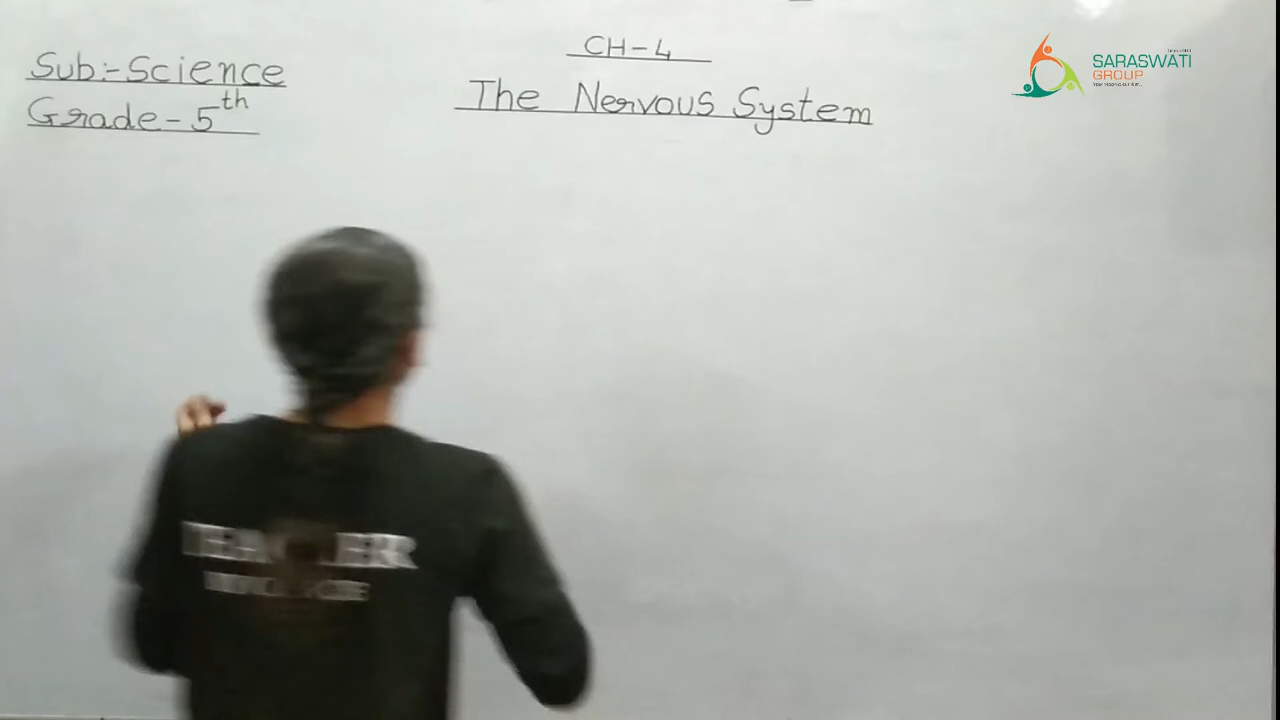 Sub:- Science
Grade - 5th
CH-4
The Nervous System
SARASWATI
GROUP